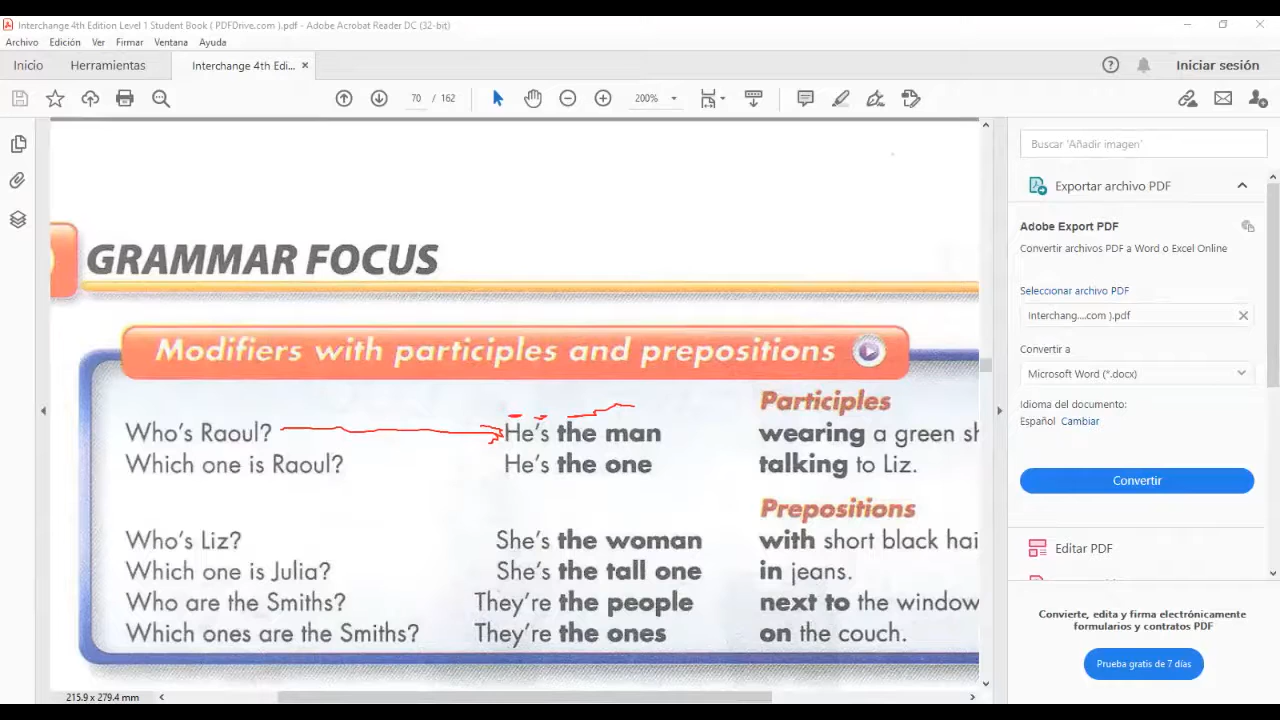 Interchange 4th Edition Level 1 Student Book ( PDFDrive.com ).pdf - Adobe Acrobat Reader DC (32-bit)
Archivo Edición Ver Firmar Ventana Ayuda
Inicio Herramientas Interchange 4th Edi... × Iniciar sesión
70 / 162 200%
Buscar 'Añadir imagen'
Exportar archivo PDF
Adobe Export PDF
Convertir archivos PDF a Word o Excel Online
Seleccionar archivo PDF
Interchang....com ).pdf
Convertir a
Microsoft Word (*.docx)
Idioma del documento:
Español Cambiar
Convertir
Editar PDF
Convierte, edita y firma electrónicamente
formularios y contratos PDF
Prueba gratis de 7 días
GRAMMAR FOCUS
Modifiers with participles and prepositions
Participles
Who's Raoul? He's the man wearing a green sh
Which one is Raoul? He's the one talking to Liz.
Prepositions
Who's Liz? She's the woman with short black hai
Which one is Julia? She's the tall one in jeans.
Who are the Smiths? They're the people next to the window
Which ones are the Smiths? They're the ones on the couch.
215.9 x 279.4 mm